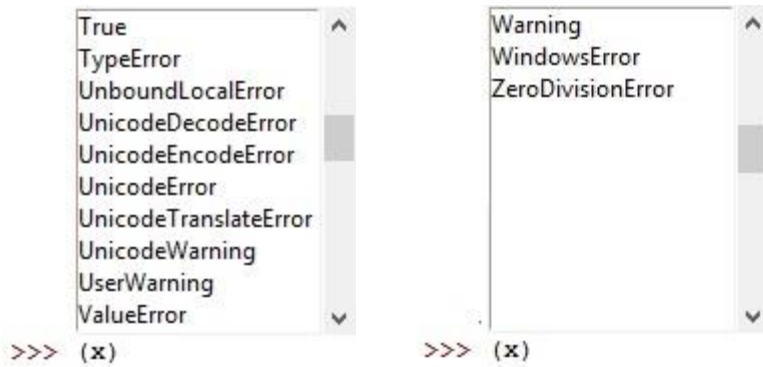 True
TypeError
UnboundLocalError
UnicodeDecodeError
UnicodeEncodeError
UnicodeError
UnicodeTranslateError
UnicodeWarning
UserWarning
ValueError
>>> (x)
Warning
WindowsError
ZeroDivisionError
>>> (x)